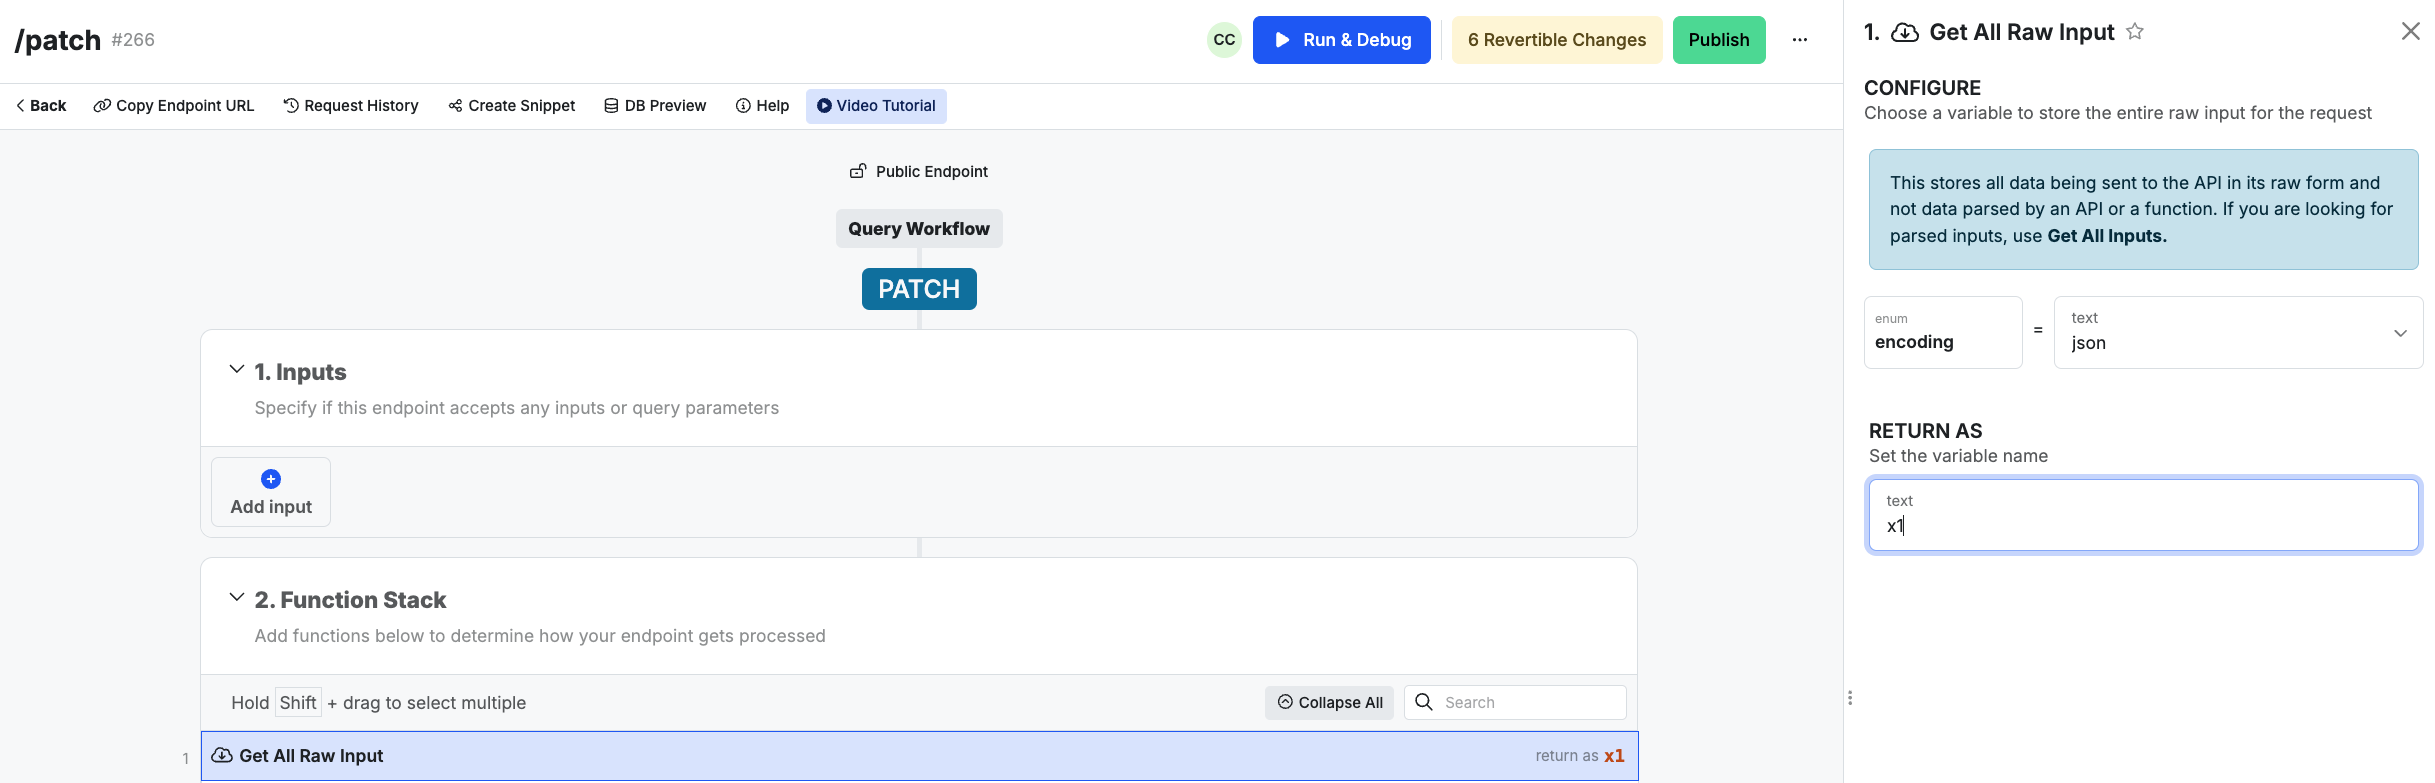 /patch #266
CC
Run & Debug
6 Revertible Changes
Publish
Back
Copy Endpoint URL
Request History
Create Snippet
DB Preview
Help
Video Tutorial
Public Endpoint
Query Workflow
PATCH
1. Inputs
Specify if this endpoint accepts any inputs or query parameters
Add input
2. Function Stack
Add functions below to determine how your endpoint gets processed
Hold Shift + drag to select multiple
Collapse All
Search
1
Get All Raw Input
return as x1
1. Get All Raw Input
CONFIGURE
Choose a variable to store the entire raw input for the request
This stores all data being sent to the API in its raw form and
not data parsed by an API or a function. If you are looking for
parsed inputs, use Get All Inputs.
enum
encoding
=
text
json
RETURN AS
Set the variable name
text
x1